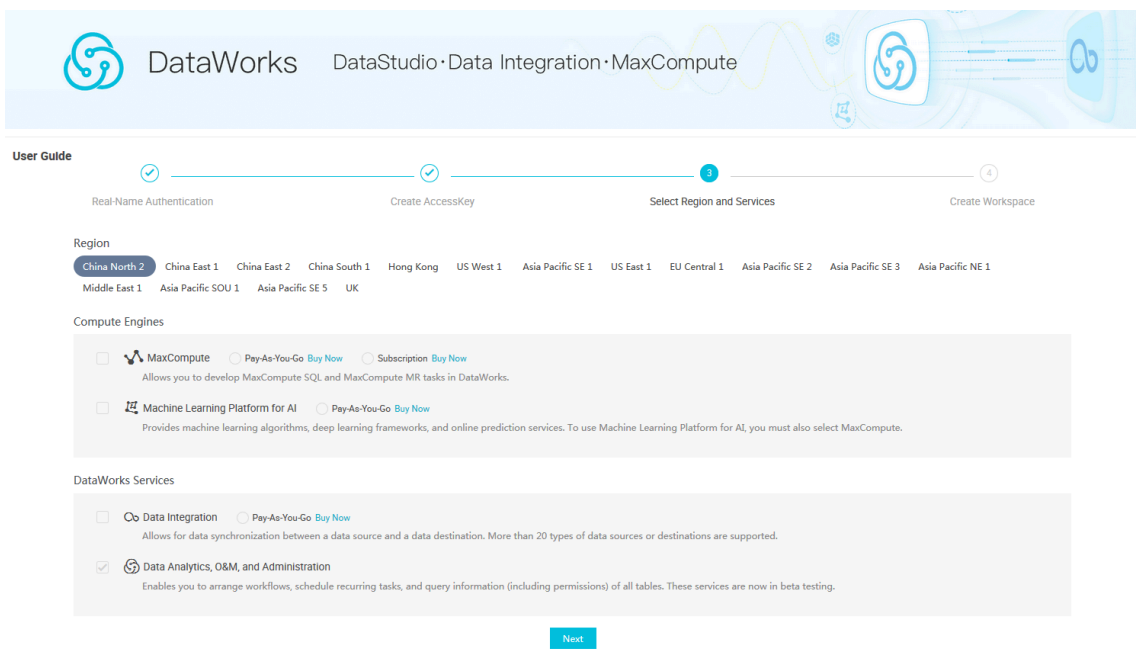 DataWorks DataStudio·Data Integration·MaxCompute
User Guide
3 4
Real-Name Authentication Create AccessKey Select Region and Services Create Workspace
Region
China North 2 China East 1 China East 2 China South 1 Hong Kong US West 1 Asia Pacific SE 1 US East 1 EU Central 1 Asia Pacific SE 2 Asia Pacific SE 3 Asia Pacific NE 1
Middle East 1 Asia Pacific SOU 1 Asia Pacific SE 5 UK
Compute Engines
MaxCompute Pay-As-You-Go Buy Now Subscription Buy Now
Allows you to develop MaxCompute SQL and MaxCompute MR tasks in DataWorks.
Machine Learning Platform for AI Pay-As-You-Go Buy Now
Provides machine learning algorithms, deep learning frameworks, and online prediction services. To use Machine Learning Platform for AI, you must also select MaxCompute.
DataWorks Services
Data Integration Pay-As-You-Go Buy Now
Allows for data synchronization between a data source and a data destination. More than 20 types of data sources or destinations are supported.
Data Analytics, O&M, and Administration
Enables you to arrange workflows, schedule recurring tasks, and query information (including permissions) of all tables. These services are now in beta testing.
Next